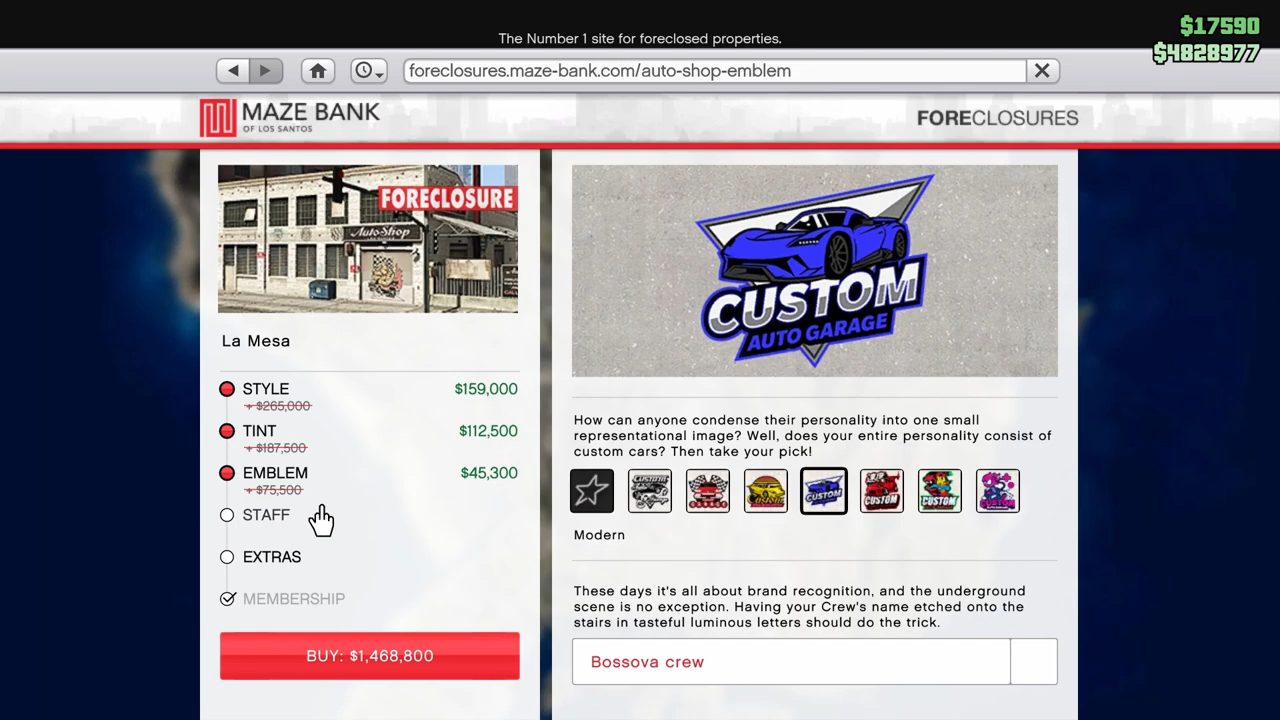 The Number 1 site for foreclosed properties.
$17590
$4828977
foreclosures.maze-bank.com/auto-shop-emblem
MAZE BANK
OF LOS SANTOS
FORECLOSURES
FORECLOSURE
Auto Shop
La Mesa
STYLE $159,000
+ $265,000
TINT $112,500
+ $187,500
EMBLEM $45,300
+ $75,500
STAFF
EXTRAS
MEMBERSHIP
BUY: $1,468,800
CUSTOM
AUTO GARAGE
How can anyone condense their personality into one small
representational image? Well, does your entire personality consist of
custom cars? Then take your pick!
Modern
These days it's all about brand recognition, and the underground
scene is no exception. Having your Crew's name etched onto the
stairs in tasteful luminous letters should do the trick.
Bossova crew